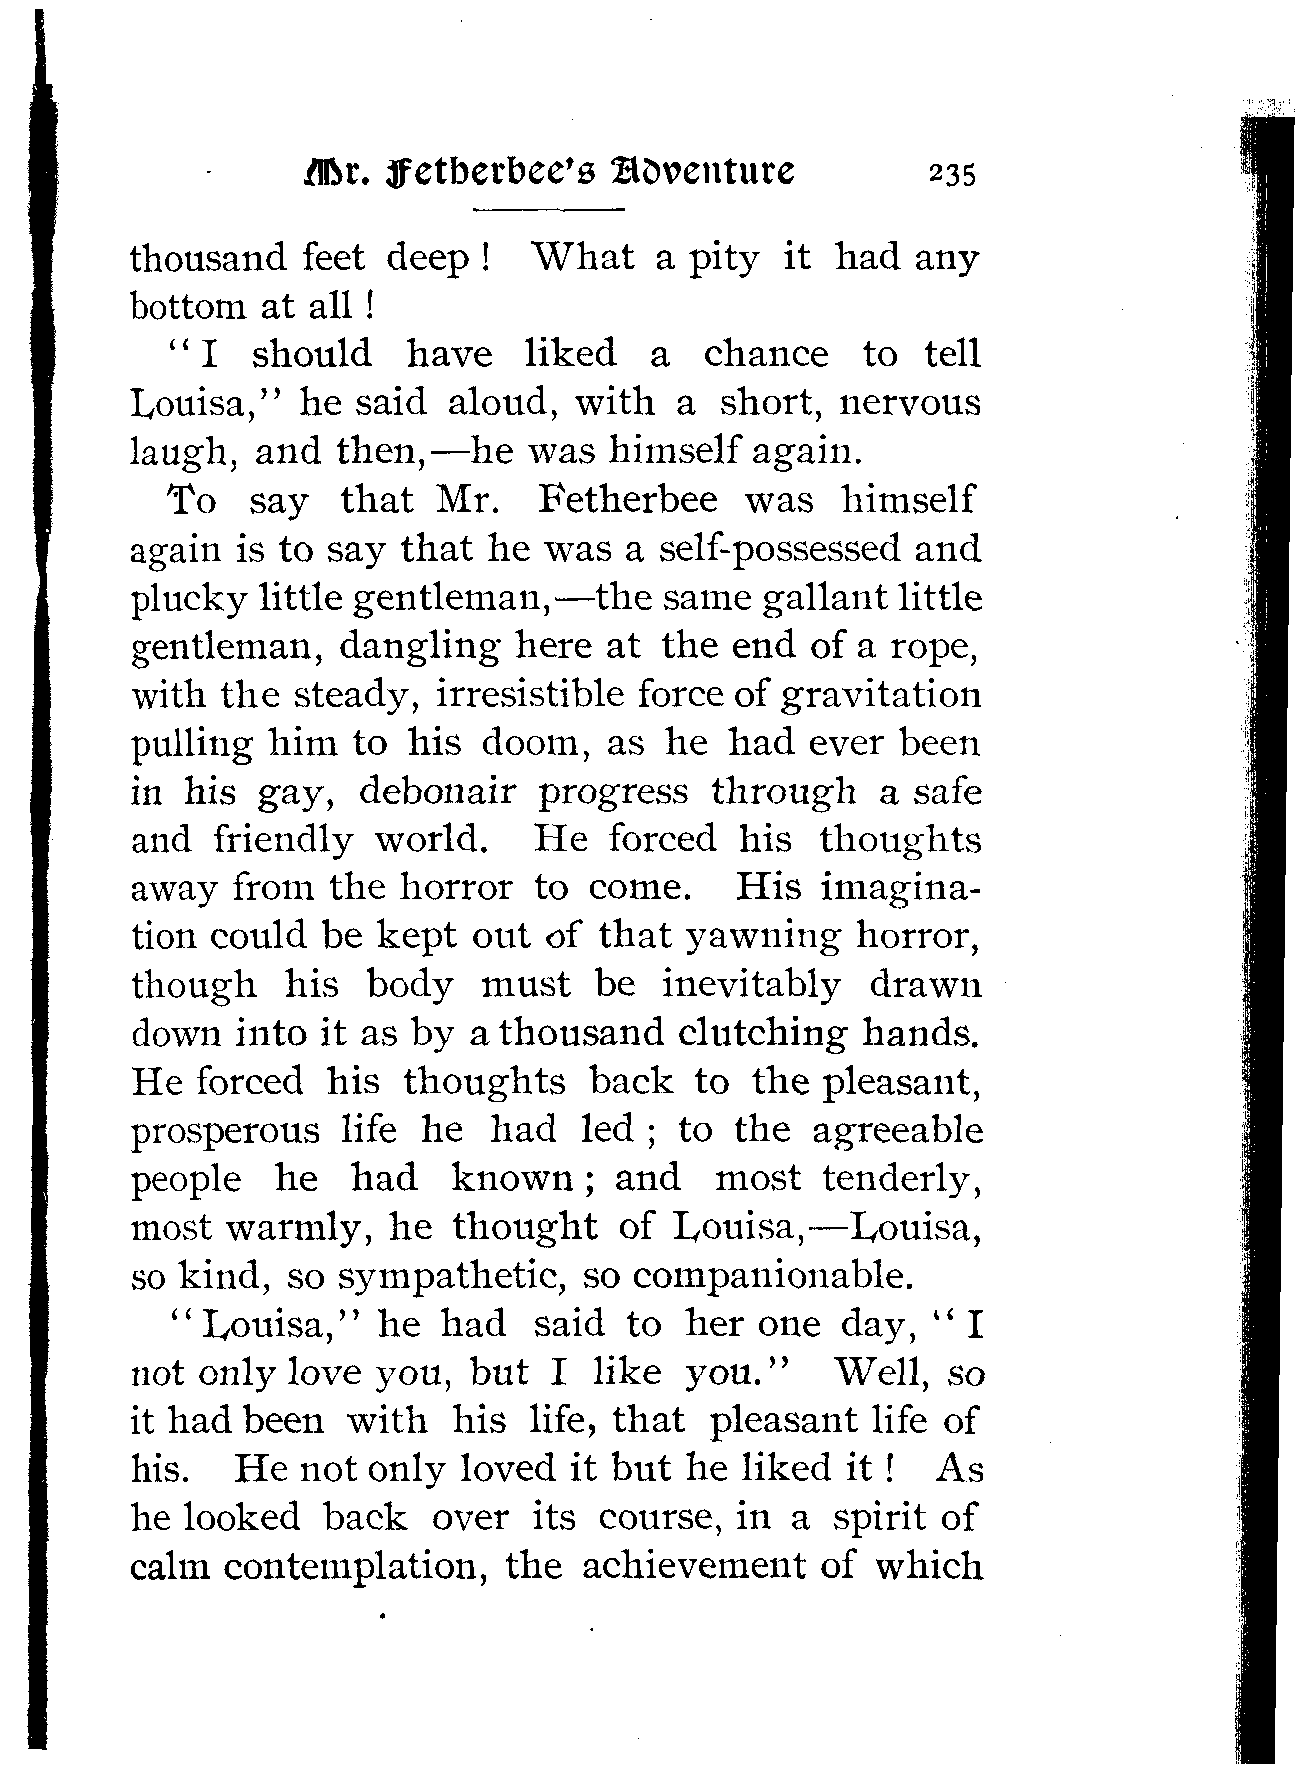 Mr. Fetherbee's Adventure 235
thousand feet deep ! What a pity it had any
bottom at all !
" I should have liked a chance to tell
Louisa," he said aloud, with a short, nervous
laugh, and then,—he was himself again.
To say that Mr. Fetherbee was himself
again is to say that he was a self-possessed and
plucky little gentleman,—the same gallant little
gentleman, dangling here at the end of a rope,
with the steady, irresistible force of gravitation
pulling him to his doom, as he had ever been
in his gay, debonair progress through a safe
and friendly world. He forced his thoughts
away from the horror to come. His imagina-
tion could be kept out of that yawning horror,
though his body must be inevitably drawn
down into it as by a thousand clutching hands.
He forced his thoughts back to the pleasant,
prosperous life he had led ; to the agreeable
people he had known ; and most tenderly,
most warmly, he thought of Louisa,—Louisa,
so kind, so sympathetic, so companionable.
" Louisa," he had said to her one day, " I
not only love you, but I like you." Well, so
it had been with his life, that pleasant life of
his. He not only loved it but he liked it ! As
he looked back over its course, in a spirit of
calm contemplation, the achievement of which